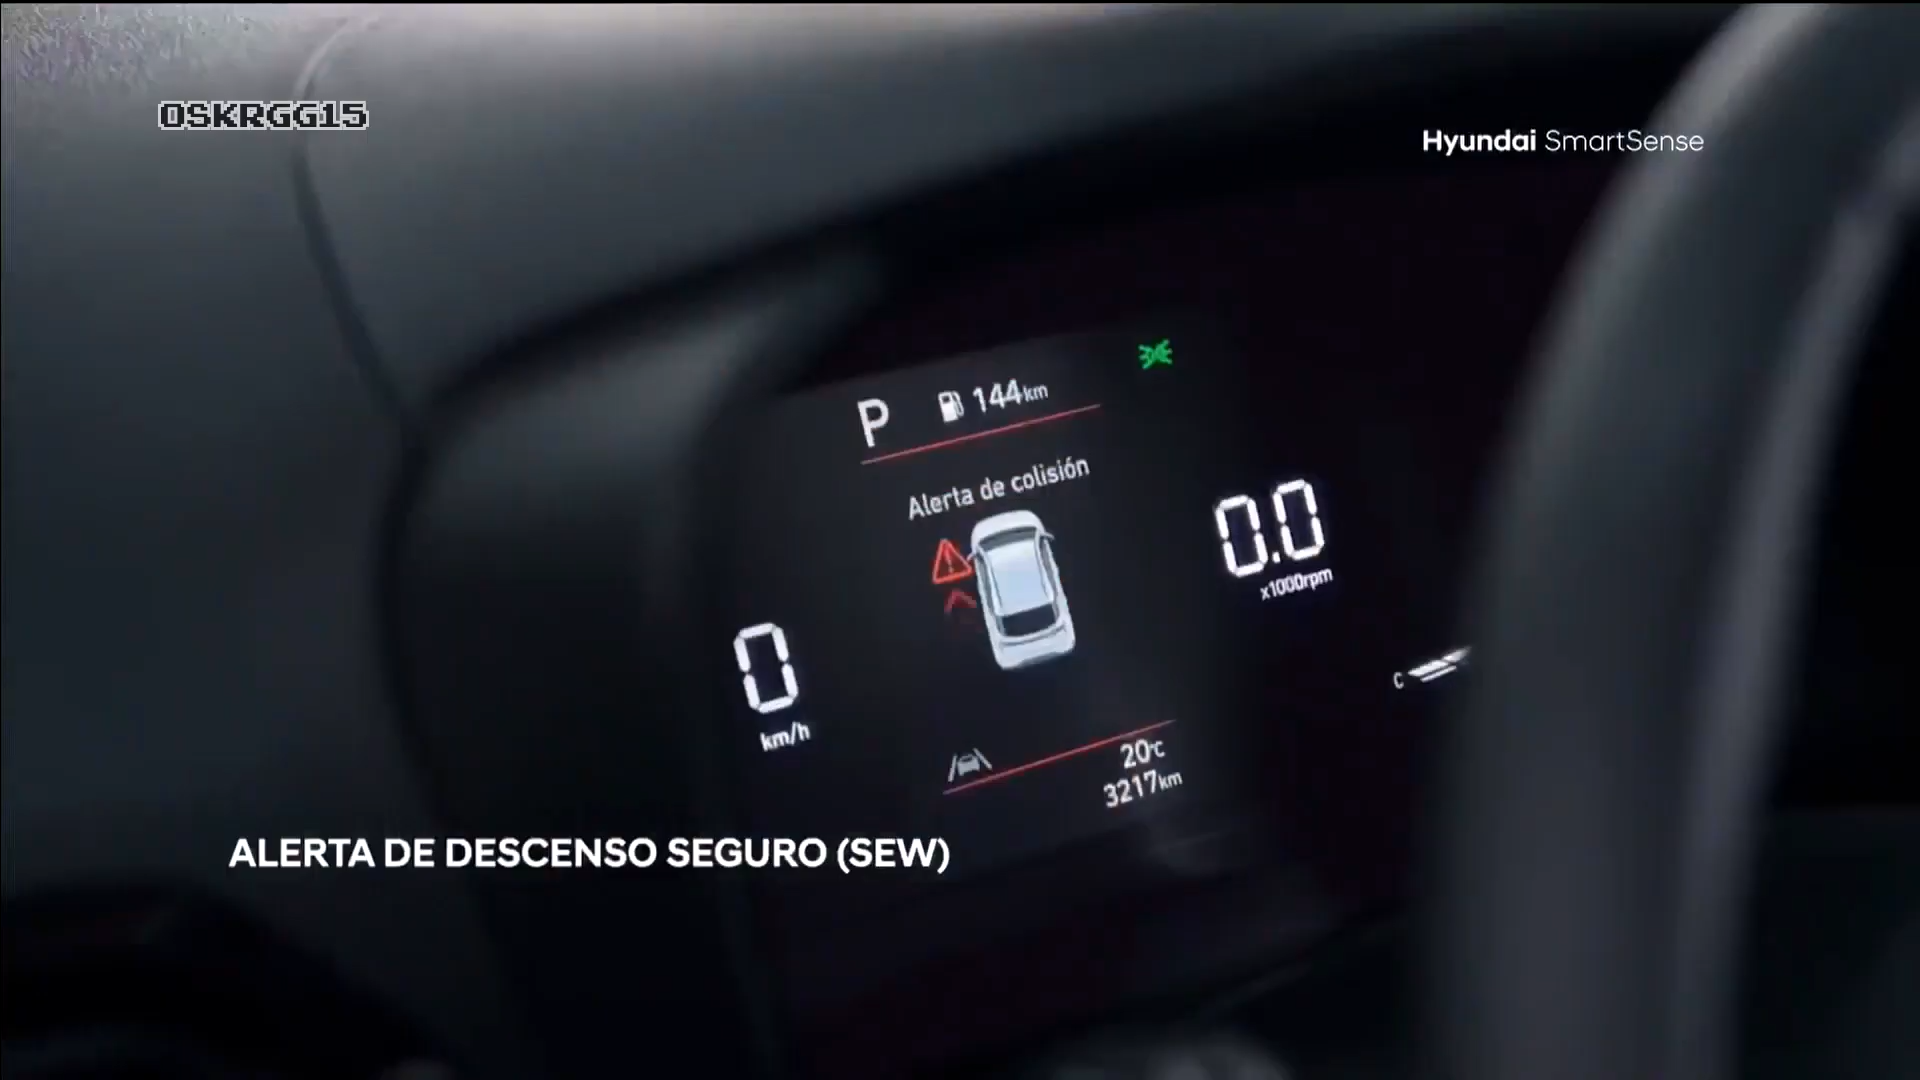 OSKRGG15
Hyundai SmartSense
P 144km
Alerta de colisión
0.0
x1000rpm
0
km/h
C
20°C
3217km
ALERTA DE DESCENSO SEGURO (SEW)